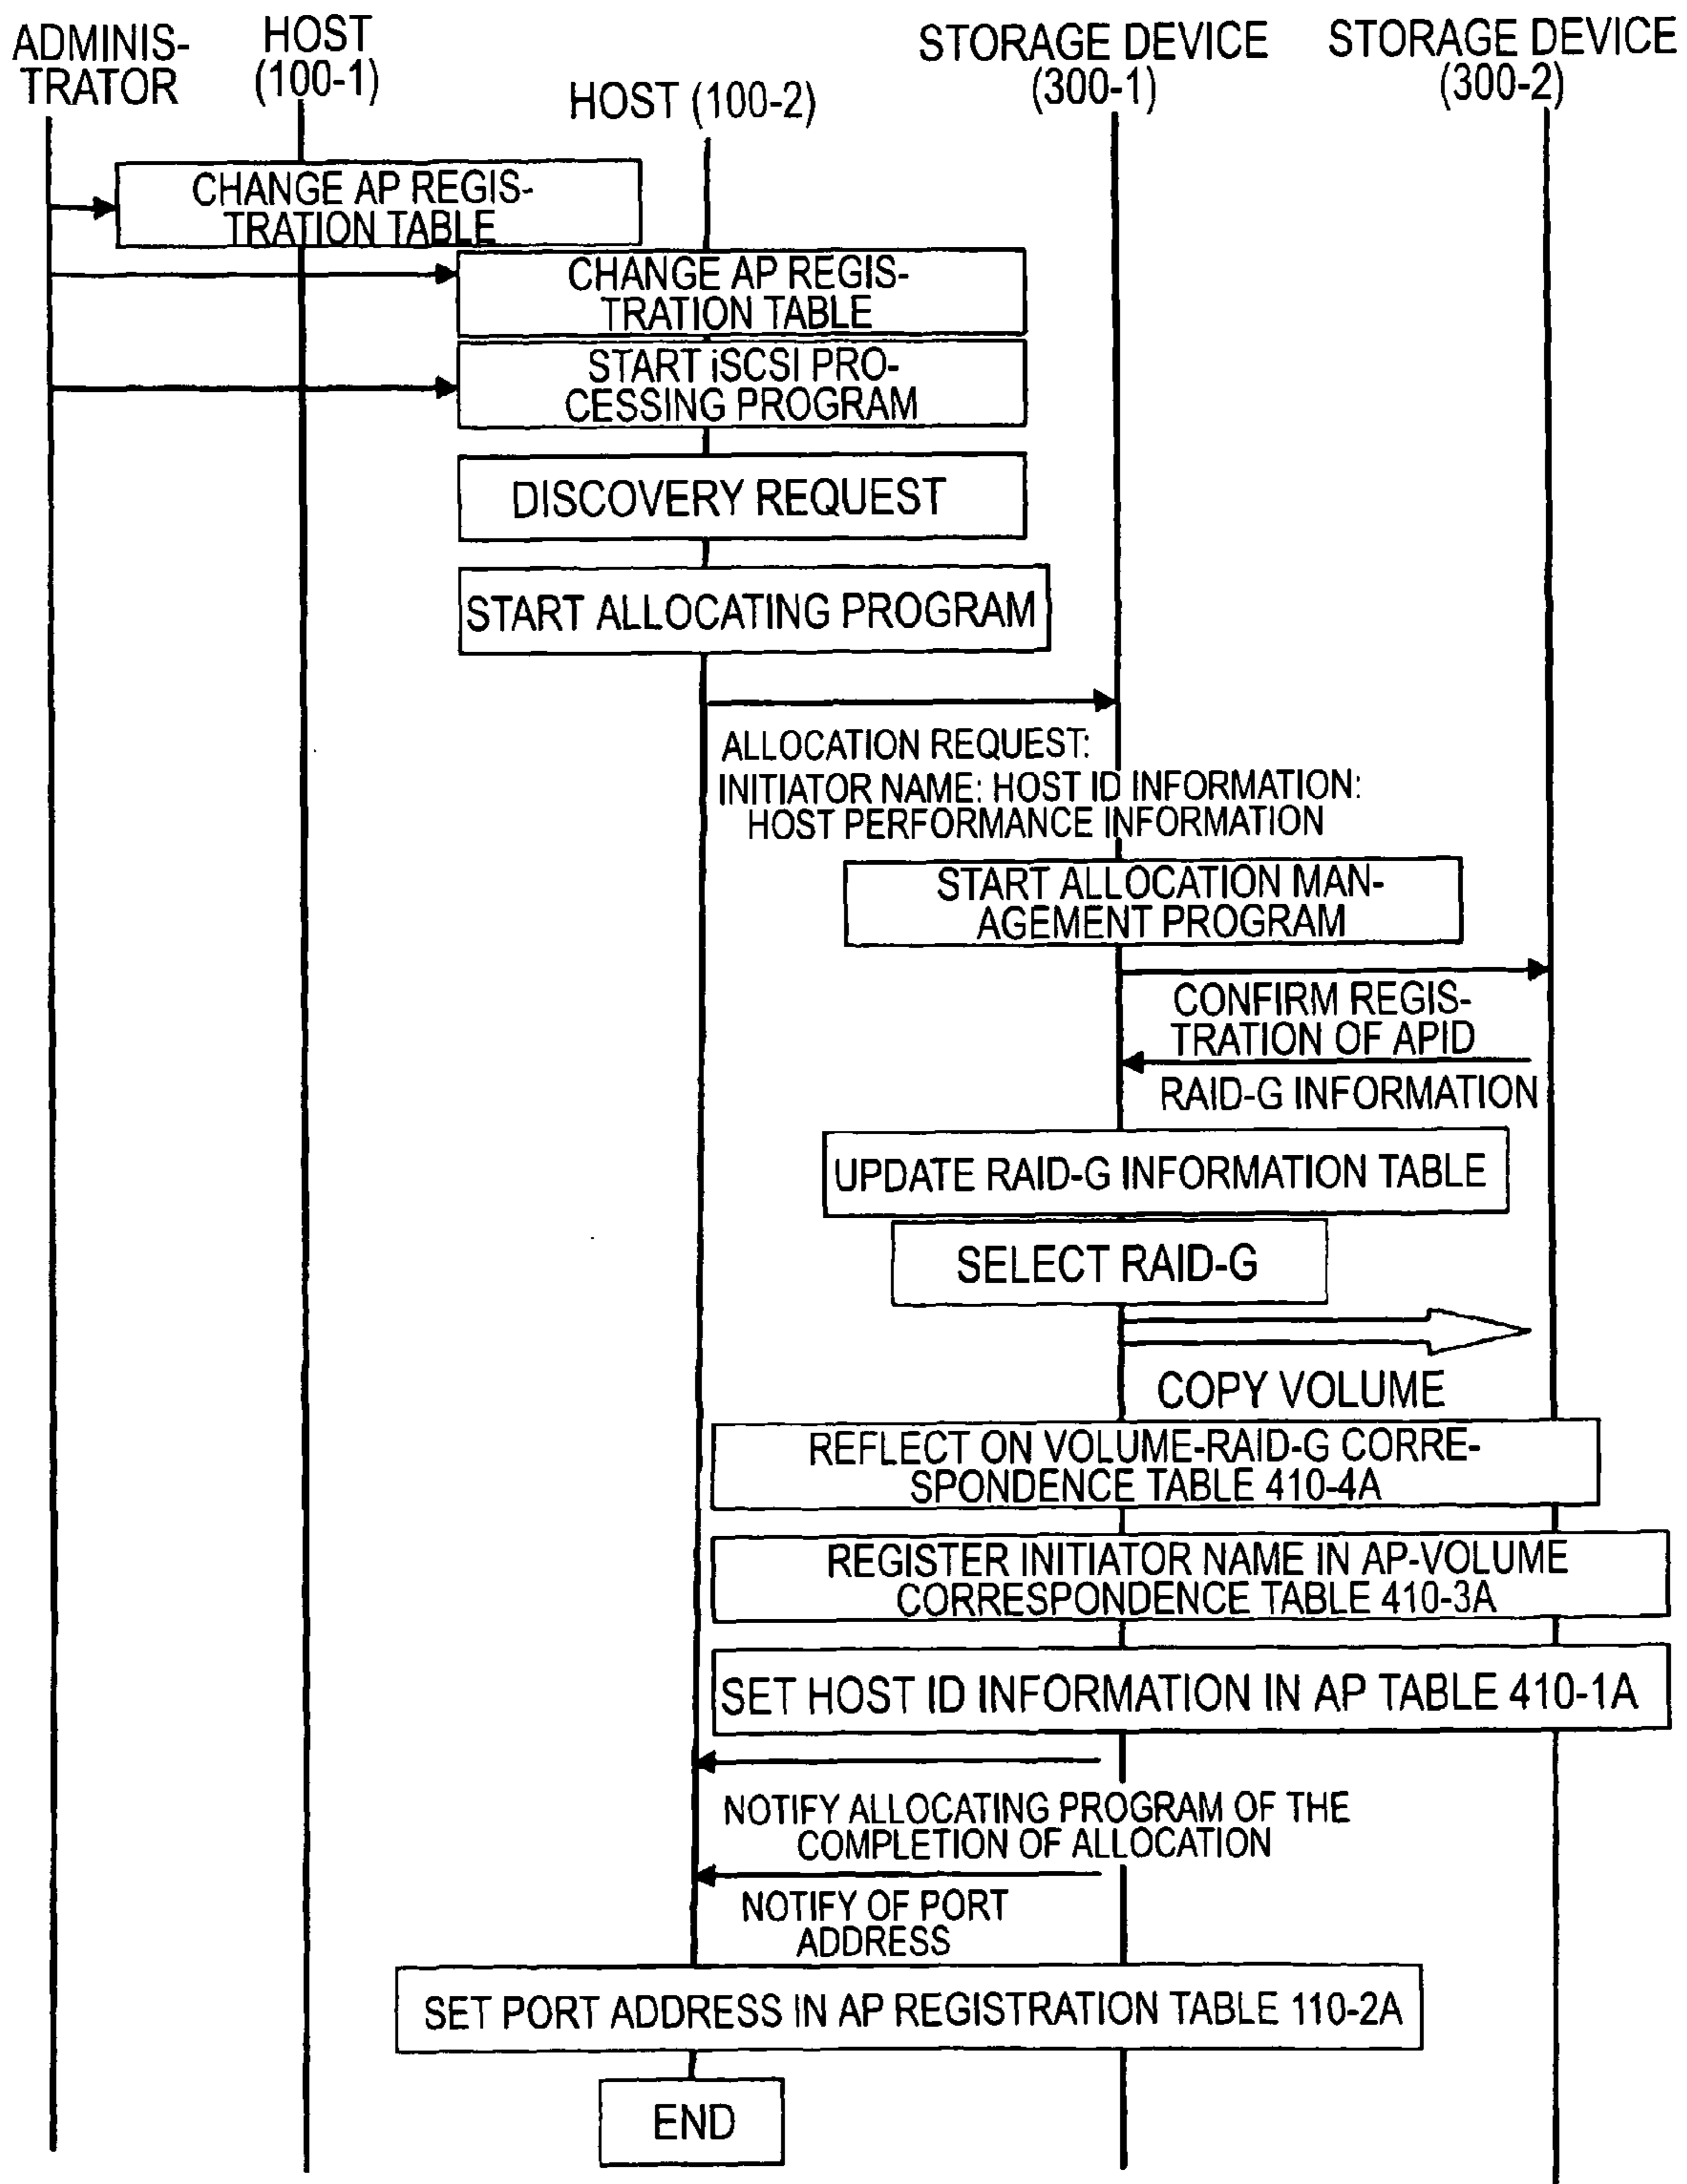 ADMINIS-
TRATOR
HOST
(100-1)
HOST (100-2)
STORAGE DEVICE
(300-1)
STORAGE DEVICE
(300-2)
CHANGE AP REGIS-
TRATION TABLE
CHANGE AP REGIS-
TRATION TABLE
START iSCSI PRO-
CESSING PROGRAM
DISCOVERY REQUEST
START ALLOCATING PROGRAM
ALLOCATION REQUEST:
INITIATOR NAME: HOST ID INFORMATION:
HOST PERFORMANCE INFORMATION
START ALLOCATION MAN-
AGEMENT PROGRAM
CONFIRM REGIS-
TRATION OF APID
RAID-G INFORMATION
UPDATE RAID-G INFORMATION TABLE
SELECT RAID-G
COPY VOLUME
REFLECT ON VOLUME-RAID-G CORRE-
SPONDENCE TABLE 410-4A
REGISTER INITIATOR NAME IN AP-VOLUME
CORRESPONDENCE TABLE 410-3A
SET HOST ID INFORMATION IN AP TABLE 410-1A
NOTIFY ALLOCATING PROGRAM OF THE
COMPLETION OF ALLOCATION
NOTIFY OF PORT
ADDRESS
SET PORT ADDRESS IN AP REGISTRATION TABLE 110-2A
END